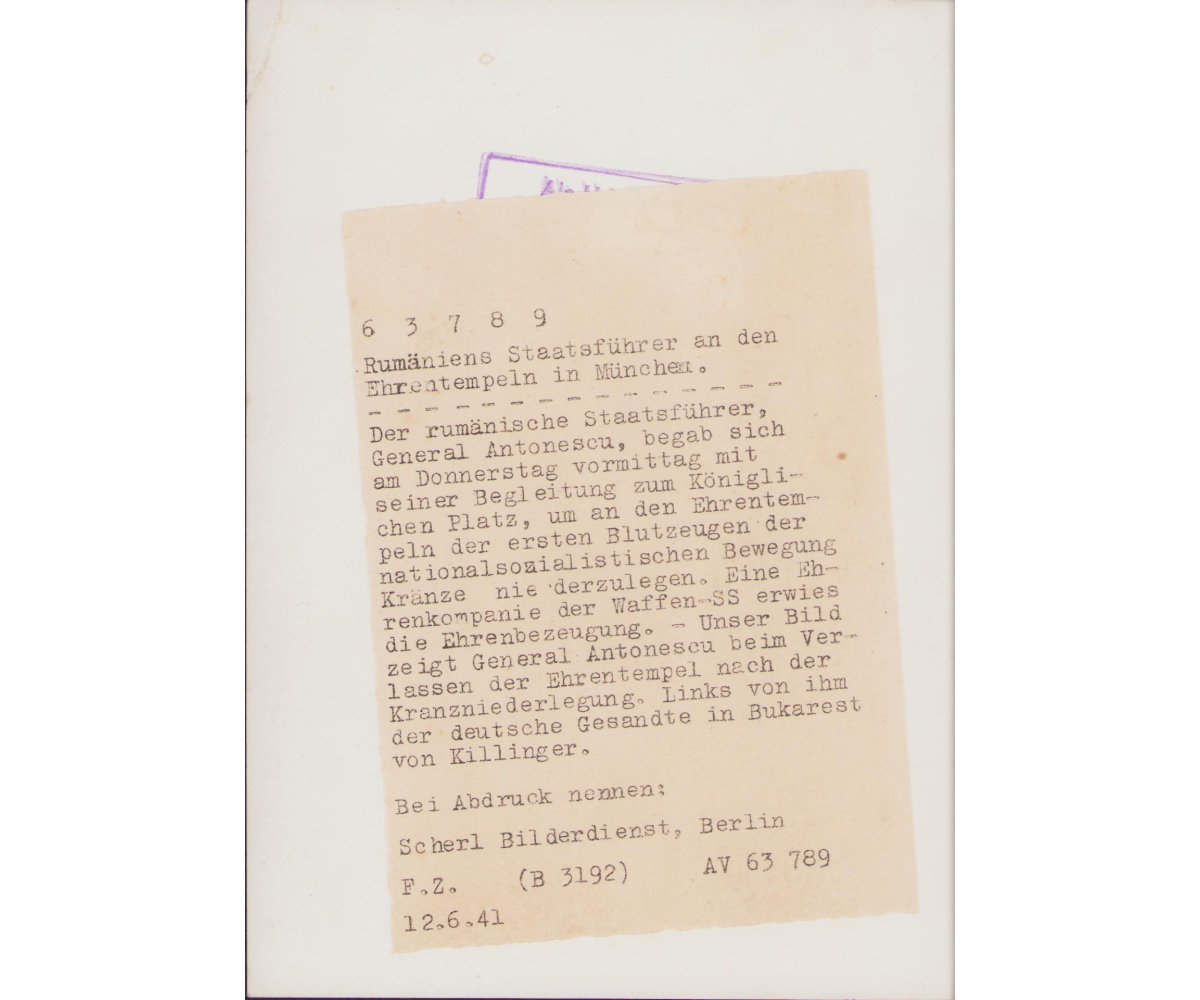 6 3 7 8 9
Rumäniens Staatsführer an den
Ehrentempeln in München.
- - - - - - - - - - - - - - -
Der rumänische Staatsführer,
General Antonescu, begab sich
am Donnerstag vormittag mit
seiner Begleitung zum Königli-
chen Platz, um an den Ehrentem-
peln der ersten Blutzeugen der
nationalsozialistischen Bewegung
Kränze nie derzulegen. Eine Eh-
renkompanie der Waffen-SS erwies
die Ehrenbezeugung. - Unser Bild
zeigt General Antonescu beim Ver-
lassen der Ehrentempel nach der
Kranzniederlegung. Links von ihm
der deutsche Gesandte in Bukarest
von Killinger.
Bei Abdruck nennen:
Scherl Bilderdienst, Berlin
F.Z. (B 3192) AV 63 789
12.6.41